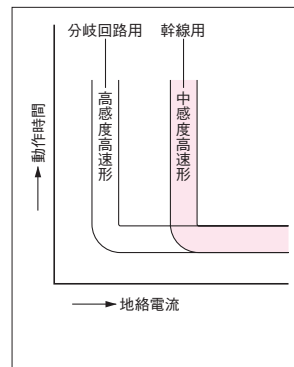 分岐回路用
幹線用
高感度高速形
中感度高速形
動作時間
地絡電流